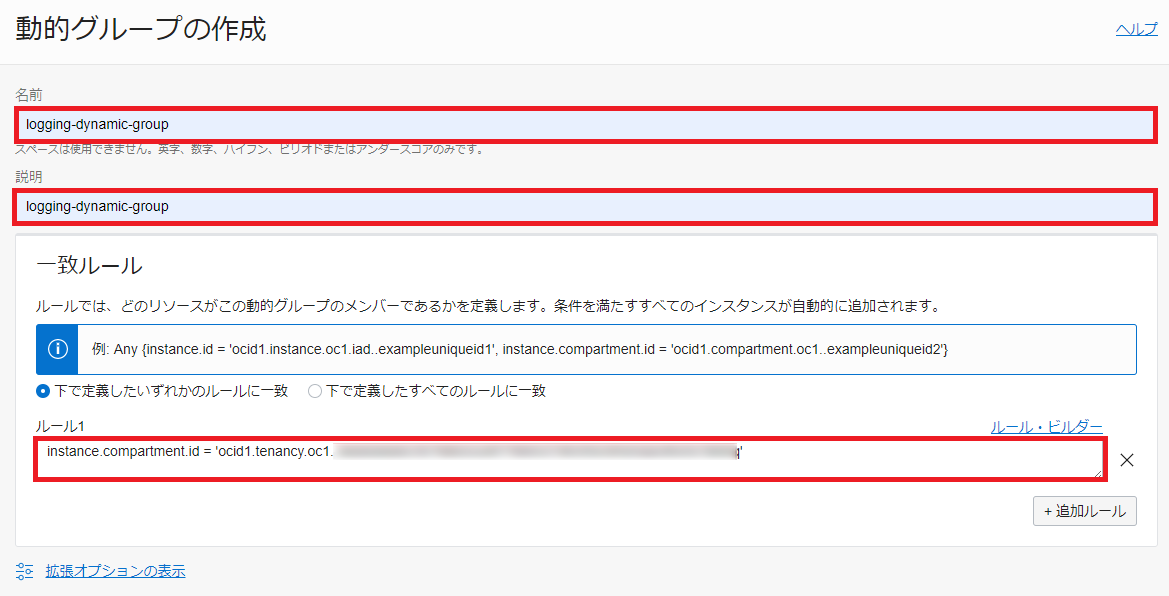 動的グループの作成
ヘルプ
名前
logging-dynamic-group
スペースは使用できません。英字、数字、ハイフン、ピリオドまたはアンダースコアのみです。
説明
logging-dynamic-group
一致ルール
ルールでは、どのリソースがこの動的グループのメンバーであるかを定義します。条件を満たすすべてのインスタンスが自動的に追加されます。
例: Any {instance.id = 'ocid1.instance.oc1.iad..exampleuniqueid1', instance.compartment.id = 'ocid1.compartment.oc1..exampleuniqueid2'}
下で定義したいずれかのルールに一致 下で定義したすべてのルールに一致
ルール1 ルール・ビルダー
instance.compartment.id = 'ocid1.tenancy.oc1. q'
+ 追加ルール
拡張オプションの表示